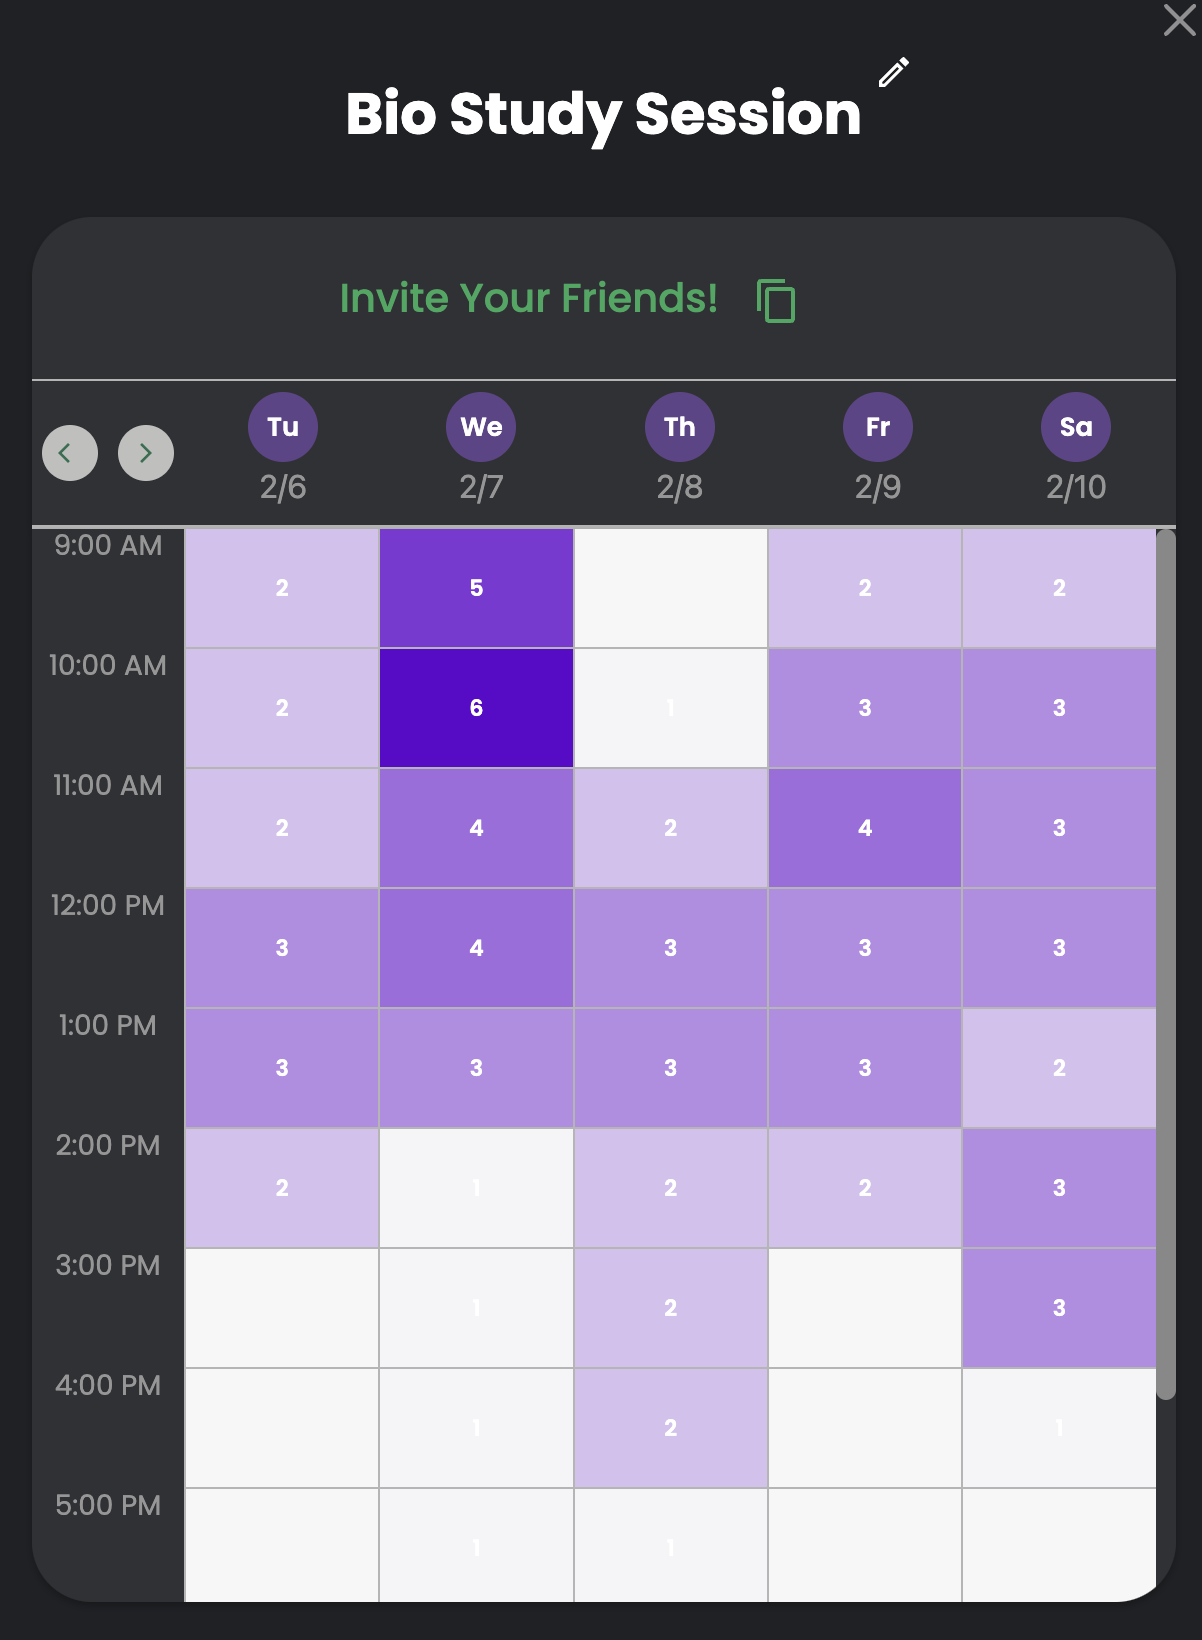 Bio Study Session
Invite Your Friends!
Tu We Th Fr Sa
2/6 2/7 2/8 2/9 2/10
9:00 AM 2 5 2 2
10:00 AM 2 6 1 3 3
11:00 AM 2 4 2 4 3
12:00 PM 3 4 3 3 3
1:00 PM 3 3 3 3 2
2:00 PM 2 1 2 2 3
3:00 PM 1 2 3
4:00 PM 1 2 1
5:00 PM 1 1